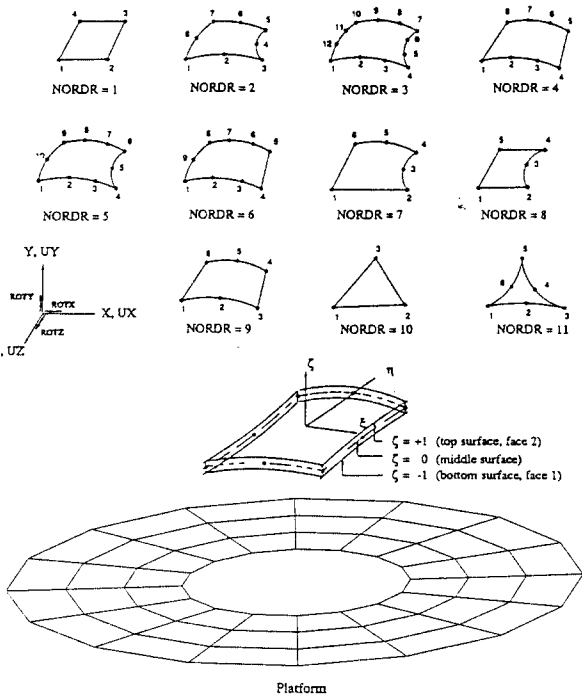 4 3
1 2
NORDR = 1
7 6 5
8 4
1 2 3
NORDR = 2
10 9 8 7
11
12 6
5
1 2 3 4
NORDR = 3
8 7 6 5
1 2 3 4
NORDR = 4
9 8 7 6
10 5
1 2 3 4
NORDR = 5
8 7 6 5
9
1 2 3 4
NORDR = 6
6 5 4
3
1 2
NORDR = 7
5 4
3
1 2
NORDR = 8
Y, UY
ROTY
ROTX
X, UX
ROTZ
, UZ
6 5 4
1 2 3
NORDR = 9
3
1 2
NORDR = 10
5
6 4
1 2 3
NORDR = 11
ζ
η
ξ
ζ = +1 (top surface, face 2)
ζ = 0 (middle surface)
ζ = -1 (bottom surface, face 1)
Platform